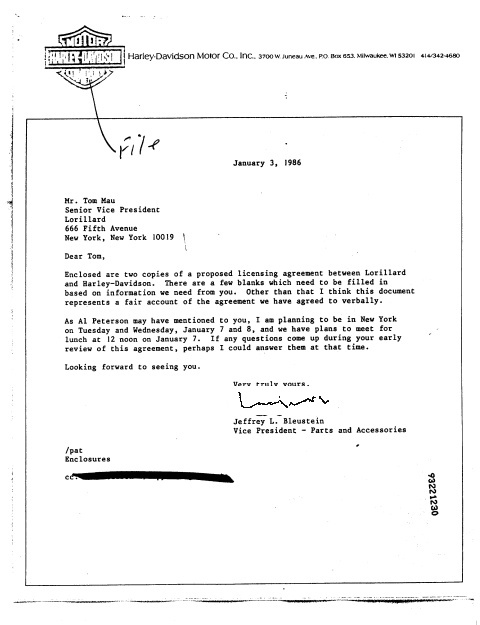 MOTOR
HARLEY-DAVIDSON
Harley-Davidson Motor Co., Inc., 3700 W. Juneau Ave., P.O. Box 653, Milwaukee, WI 53201 414/342-4680
File
January 3, 1986
Mr. Tom Mau
Senior Vice President
Lorillard
666 Fifth Avenue
New York, New York 10019
Dear Tom,
Enclosed are two copies of a proposed licensing agreement between Lorillard
and Harley-Davidson. There are a few blanks which need to be filled in
based on information we need from you. Other than that I think this document
represents a fair account of the agreement we have agreed to verbally.
As Al Peterson may have mentioned to you, I am planning to be in New York
on Tuesday and Wednesday, January 7 and 8, and we have plans to meet for
lunch at 12 noon on January 7. If any questions come up during your early
review of this agreement, perhaps I could answer them at that time.
Looking forward to seeing you.
Very truly yours,
Jeffrey L. Bleustein
Vice President - Parts and Accessories
/pat
Enclosures
cc:
93221230